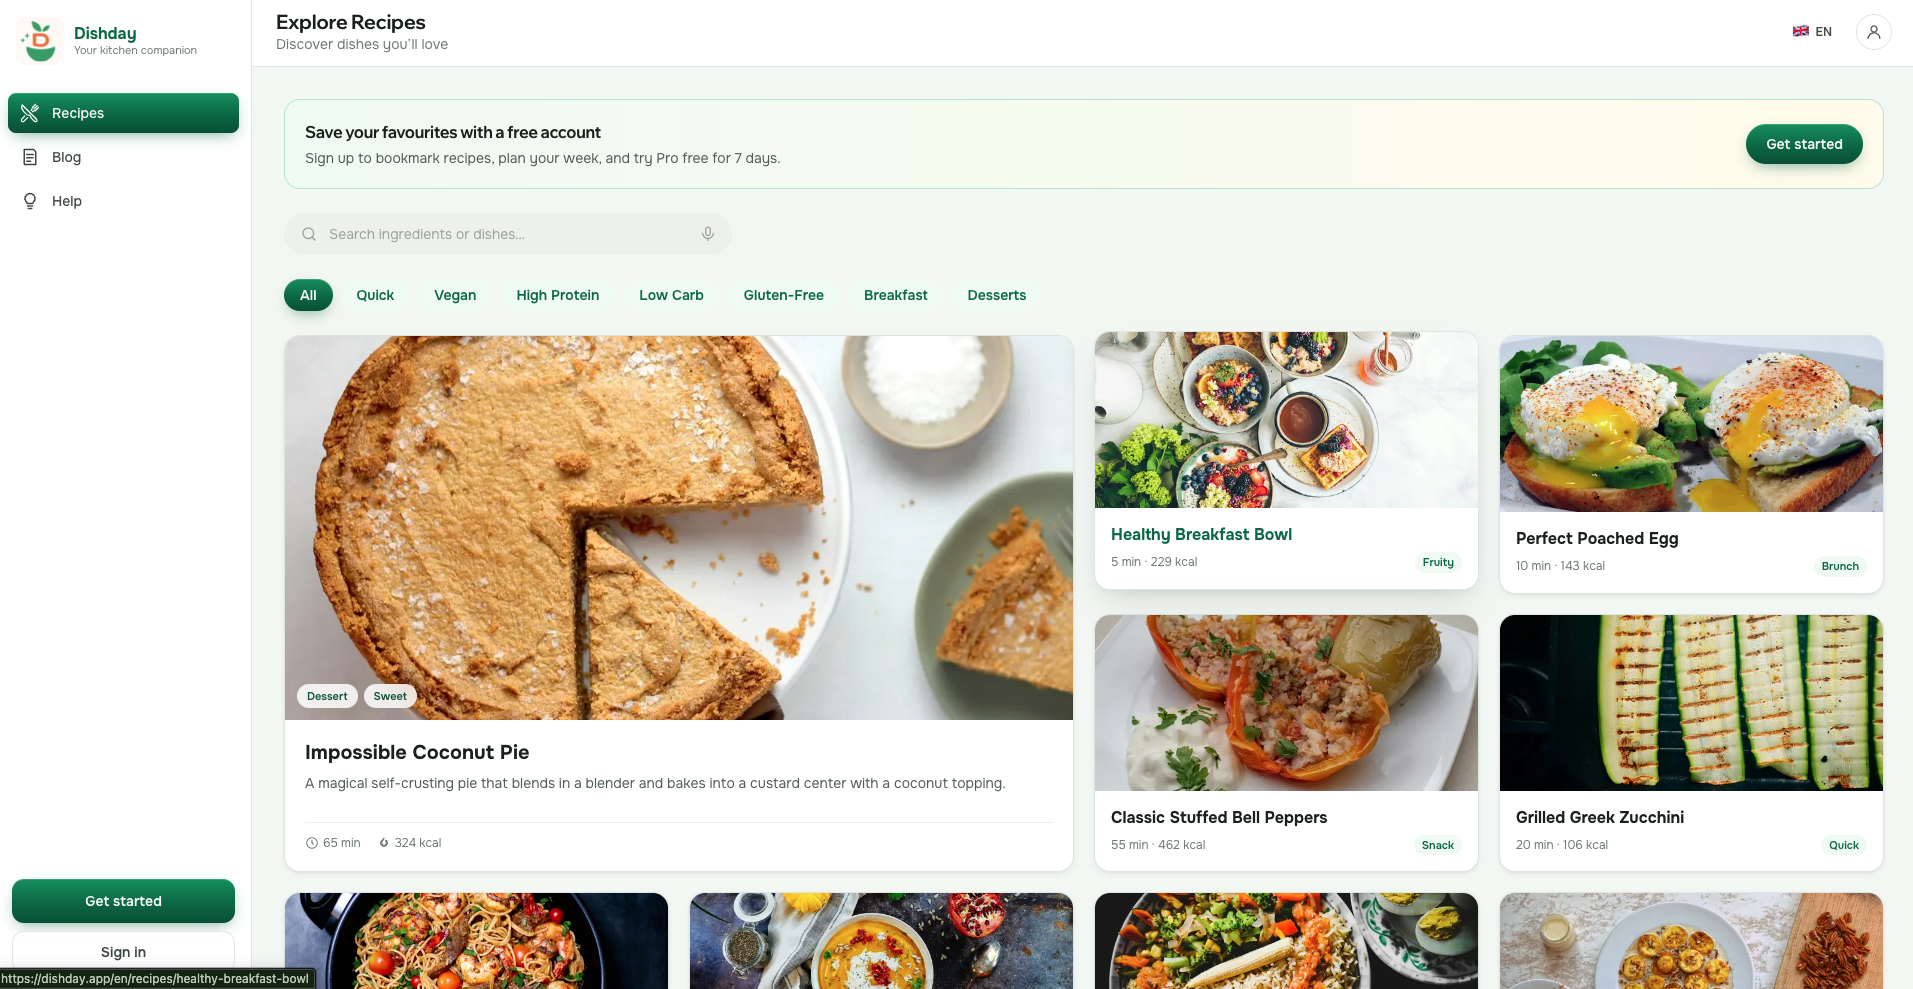 Dishday
Your kitchen companion
Recipes
Blog
Help
Get started
Sign in
https://dishday.app/en/recipes/healthy-breakfast-bowl
Explore Recipes
Discover dishes you'll love
EN
Save your favourites with a free account
Sign up to bookmark recipes, plan your week, and try Pro free for 7 days.
Get started
Search ingredients or dishes...
All
Quick
Vegan
High Protein
Low Carb
Gluten-Free
Breakfast
Desserts
Dessert
Sweet
Impossible Coconut Pie
A magical self-crusting pie that blends in a blender and bakes into a custard center with a coconut topping.
65 min
324 kcal
Healthy Breakfast Bowl
5 min · 229 kcal
Fruity
Perfect Poached Egg
10 min · 143 kcal
Brunch
Classic Stuffed Bell Peppers
55 min · 462 kcal
Snack
Grilled Greek Zucchini
20 min · 106 kcal
Quick